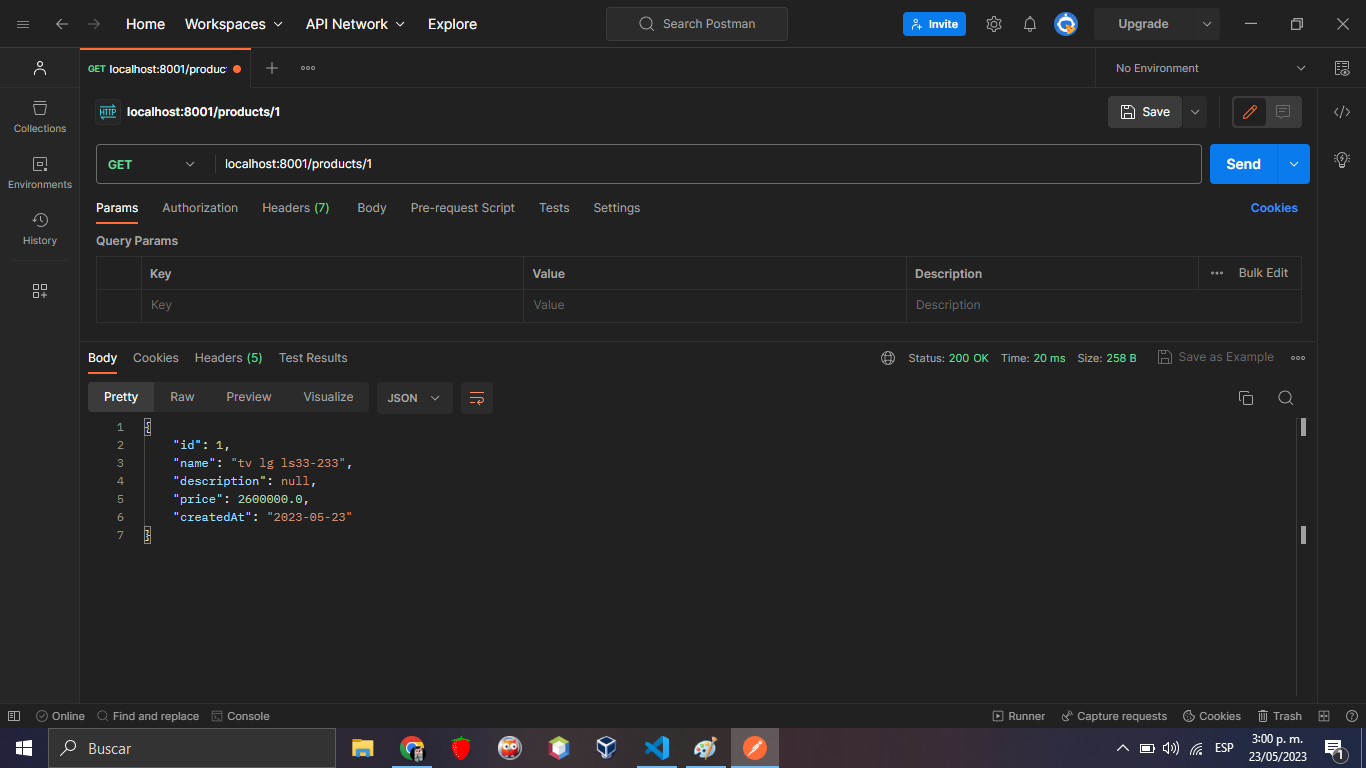 Home Workspaces API Network Explore Search Postman Invite Upgrade
GET localhost:8001/produc No Environment
HTTP localhost:8001/products/1 Save
GET localhost:8001/products/1 Send
Params Authorization Headers (7) Body Pre-request Script Tests Settings Cookies
Collections
Environments
History
Query Params
Key Value Description Bulk Edit
Key Value Description
Body Cookies Headers (5) Test Results Status: 200 OK Time: 20 ms Size: 258 B Save as Example
Pretty Raw Preview Visualize JSON
1 {
2 "id": 1,
3 "name": "tv lg ls33-233",
4 "description": null,
5 "price": 2600000.0,
6 "createdAt": "2023-05-23"
7 }
Online Find and replace Console Runner Capture requests Cookies Trash
Buscar ESP 3:00 p. m.
23/05/2023 1